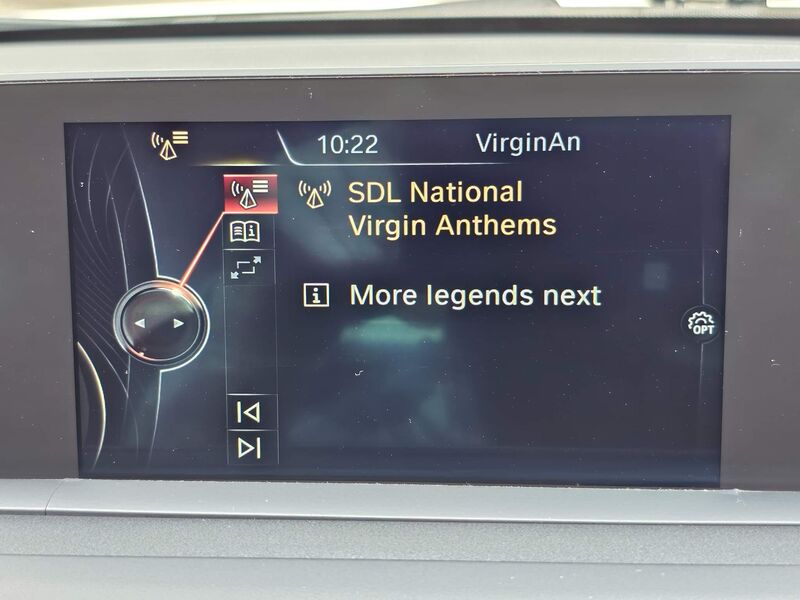 10:22
VirginAn
SDL National
Virgin Anthems
More legends next
OPT